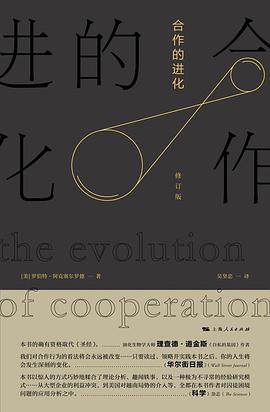 合作的进化
合作的进化
修订版
[美]罗伯特·阿克塞尔罗德 著
吴坚忠 译
the evolution
of cooperation
上海人民出版社
本书的确有资格取代《圣经》。
演化生物学大师 理查德·道金斯(《自私的基因》作者)
我们对合作行为的看法将会永远被改变——只要读过、领略并实践本书之后，你的人生将会发生深刻的变化。
《华尔街日报》(Wall Street Journal)
本书以惊人的方式巧妙地糅合了理论分析、趣闻轶事，以及一种极为不寻常的经验研究模式——从大型企业的利益冲突，到美国对越南局势的介入等，全都在本书作者对囚徒困境问题的应用分析之中。
《科学》杂志(The Sciences)